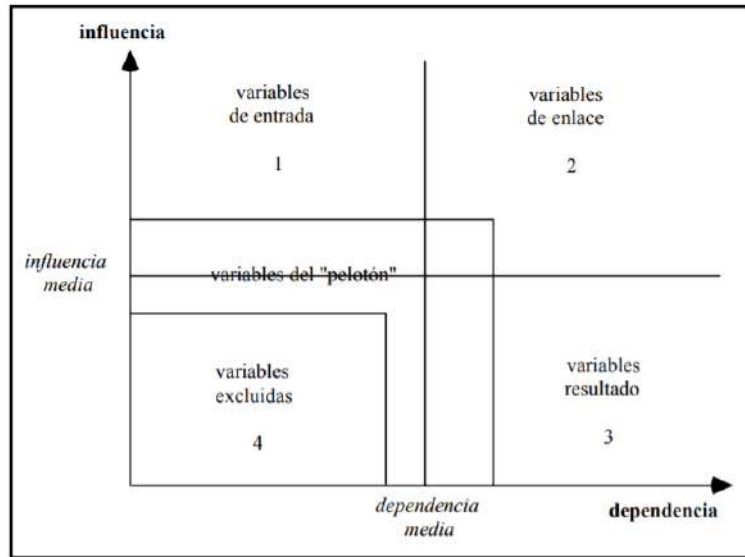 influencia
variables
de entrada
1
variables
de enlace
2
influencia
media
variables del "pelotón"
variables
excluidas
4
variables
resultado
3
dependencia
media
dependencia